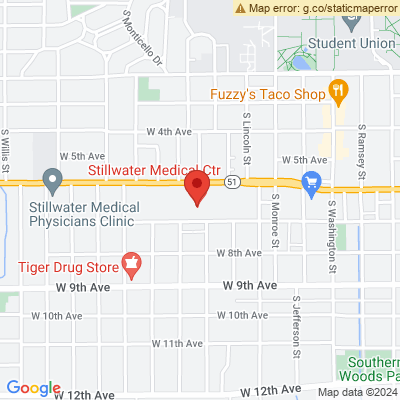 Map error: g.co/staticmaperror
S Monticello Dr
Student Union
Fuzzy's Taco Shop
W 4th Ave
S Lincoln St
S Ramsey St
S Willis St
W 5th Ave
W 5th Ave
Stillwater Medical Ctr
51
Stillwater Medical
Physicians Clinic
S Monroe St
S Washington St
W 8th Ave
Tiger Drug Store
W 9th Ave
W 9th Ave
S Jefferson St
W 10th Ave
W 10th Ave
W 11th Ave
Southern
Woods Pa
Google
W 12th Ave
W 12th Ave
Map data ©2024